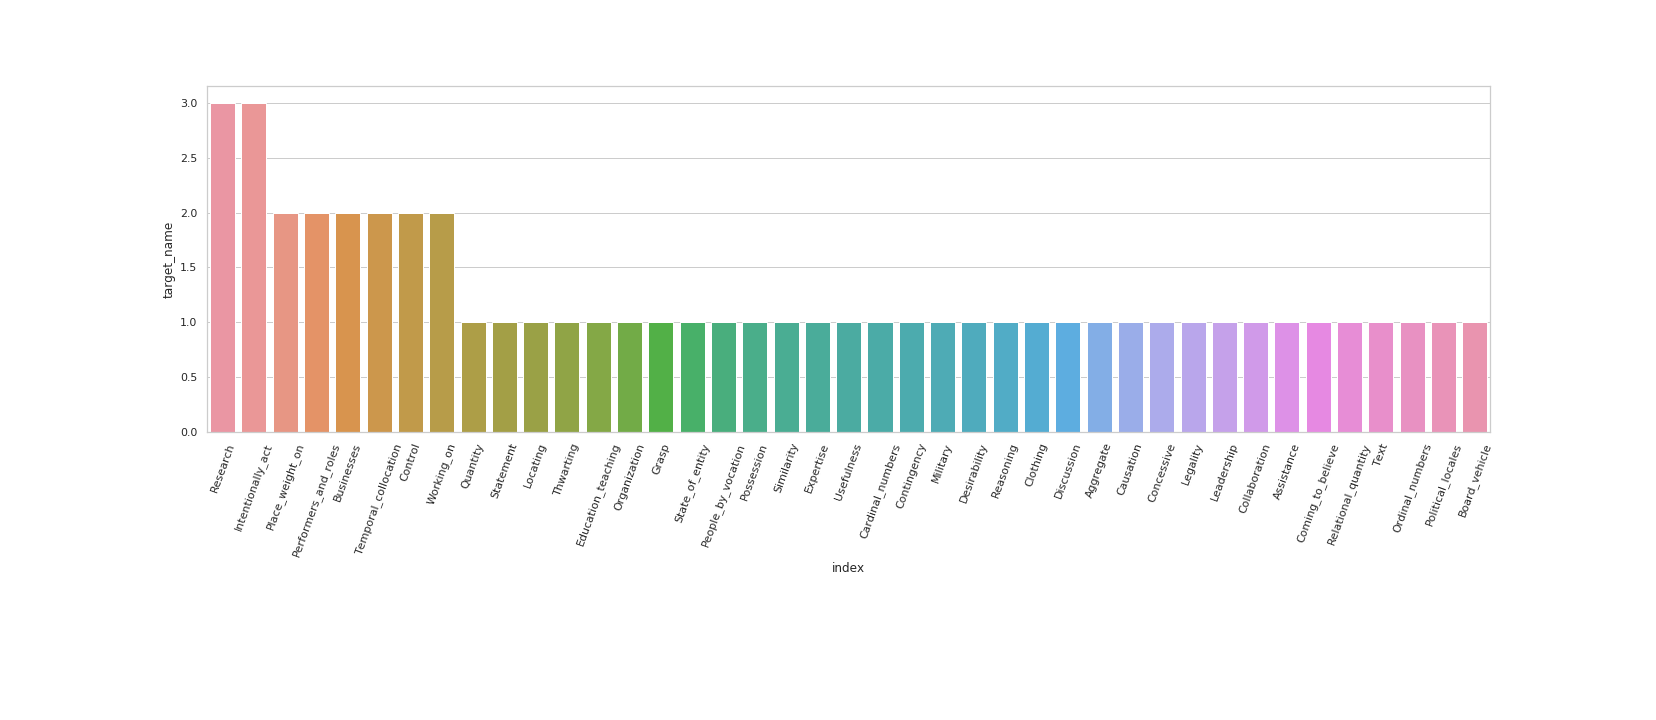 3.0
2.5
2.0
1.5
1.0
0.5
0.0
target_name
Research
Intentionally_act
Place_weight_on
Performers_and_roles
Businesses
Temporal_collocation
Control
Working_on
Quantity
Statement
Locating
Thwarting
Education_teaching
Organization
Grasp
State_of_entity
People_by_vocation
Possession
Similarity
Expertise
Usefulness
Cardinal_numbers
Contingency
Military
Desirability
Reasoning
Clothing
Discussion
Aggregate
Causation
Concessive
Legality
Leadership
Collaboration
Assistance
Coming_to_believe
Relational_quantity
Text
Ordinal_numbers
Political_locales
Board_vehicle
index